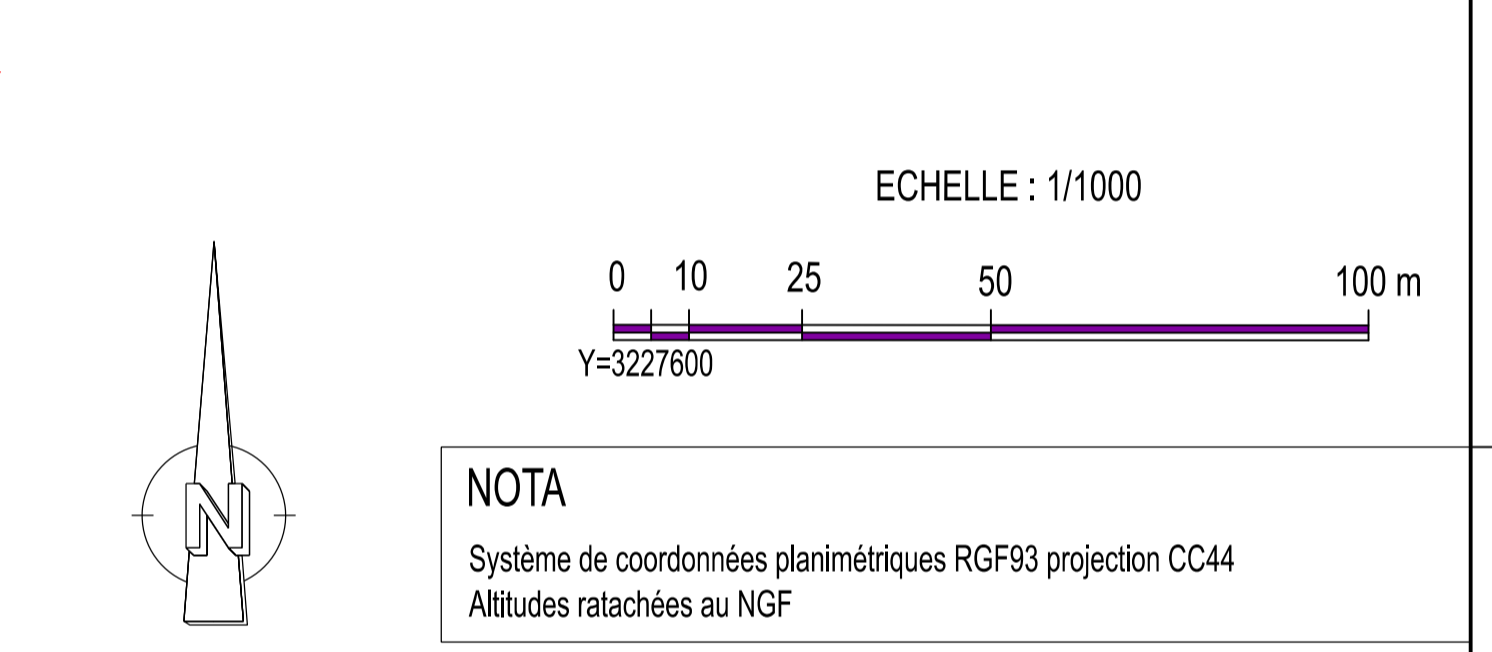 ECHELLE : 1/1000
0 10 25 50 100 m
Y=3227600
N
NOTA
Système de coordonnées planimétriques RGF93 projection CC44
Altitudes ratachées au NGF